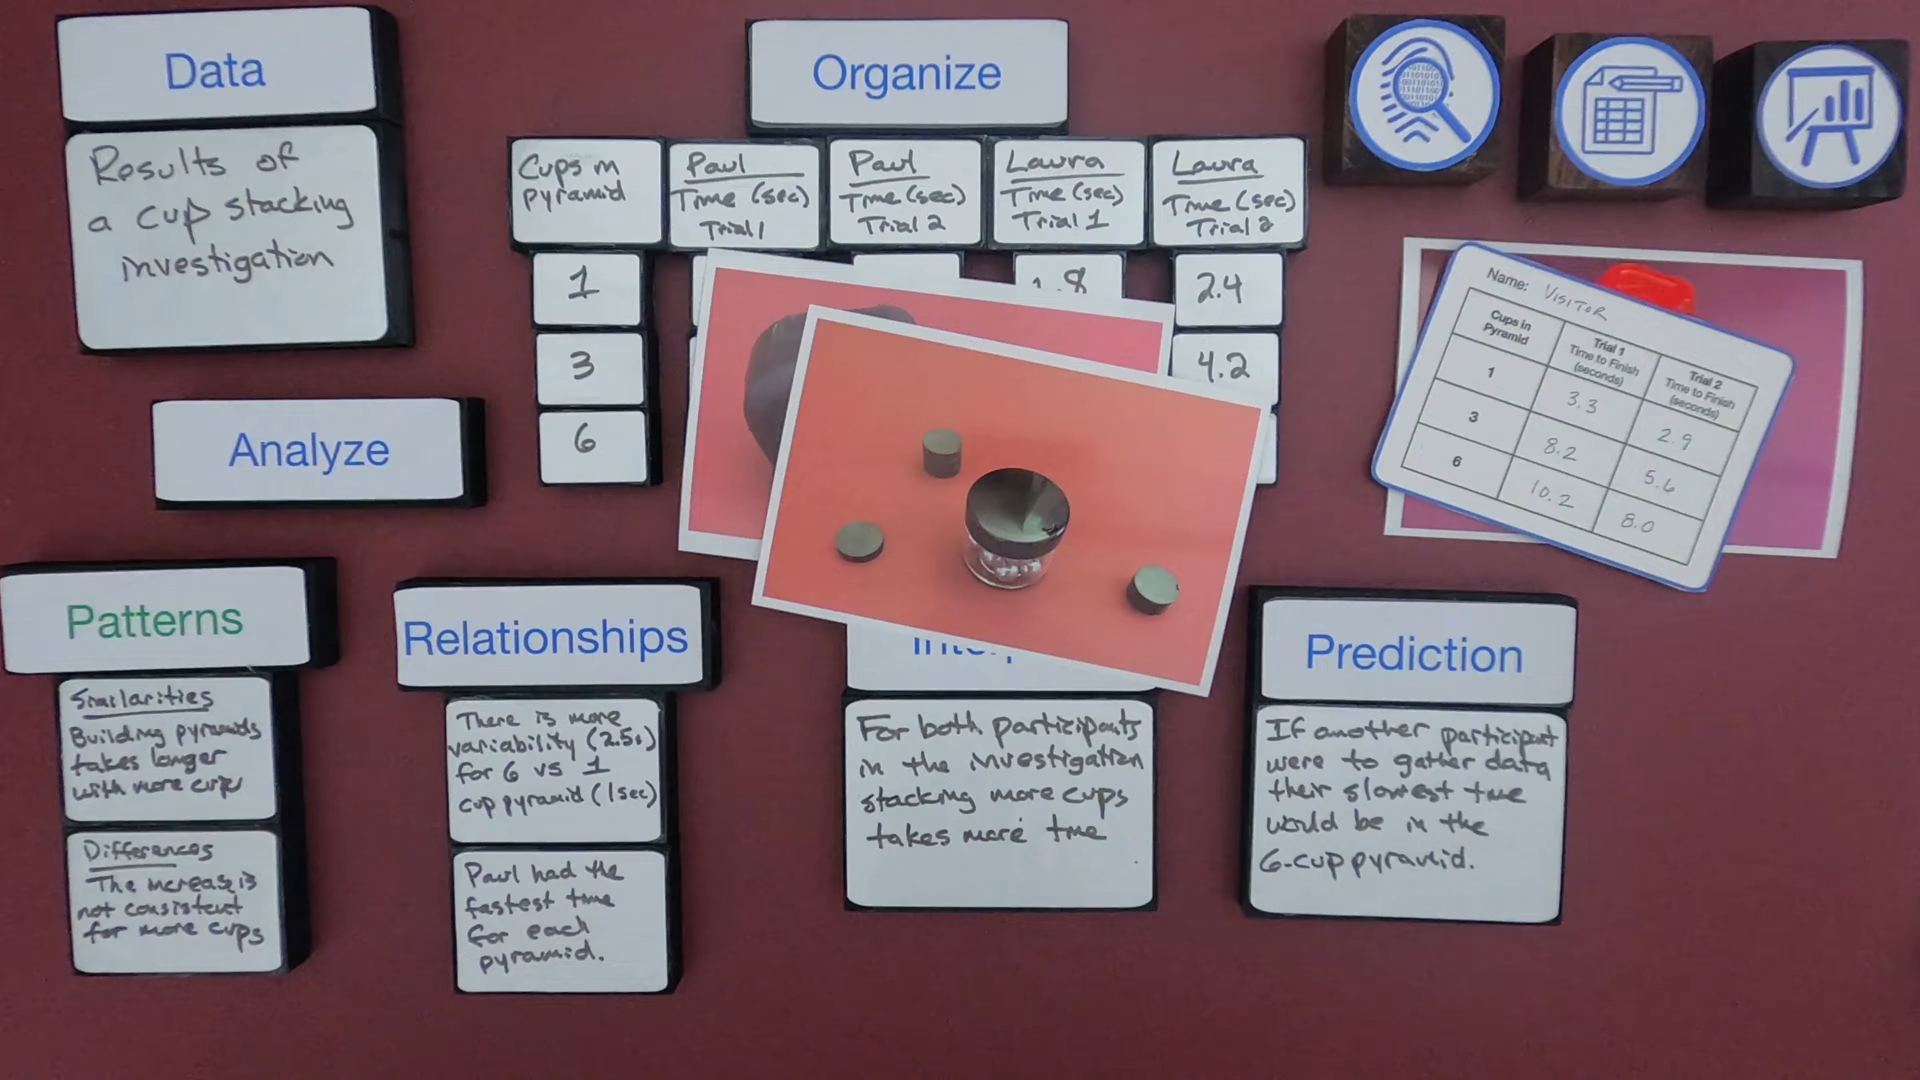 Data
Results of
a cup stacking
investigation
Organize
Cups in
pyramid
Paul
Time (sec)
Trial 1
Paul
Time (sec)
Trial 2
Laura
Time (sec)
Trial 1
Laura
Time (sec)
Trial 2
1
2.4
3
4.2
6
Name: VISITOR
Cups in
Pyramid
Trial 1
Time to Finish
(seconds)
Trial 2
Time to Finish
(seconds)
1
3.3
2.9
3
8.2
5.6
6
10.2
8.0
Analyze
Patterns
Similarities
Building pyramids
takes longer
with more cups
Differences
The increase is
not consistent
for more cups
Relationships
There is more
variability (2.5s)
for 6 vs 1
cup pyramid (1sec)
Paul had the
fastest time
for each
pyramid.
For both participants
in the investigation
stacking more cups
takes more time
Prediction
If another participant
were to gather data
their slowest time
would be in the
6-cup pyramid.